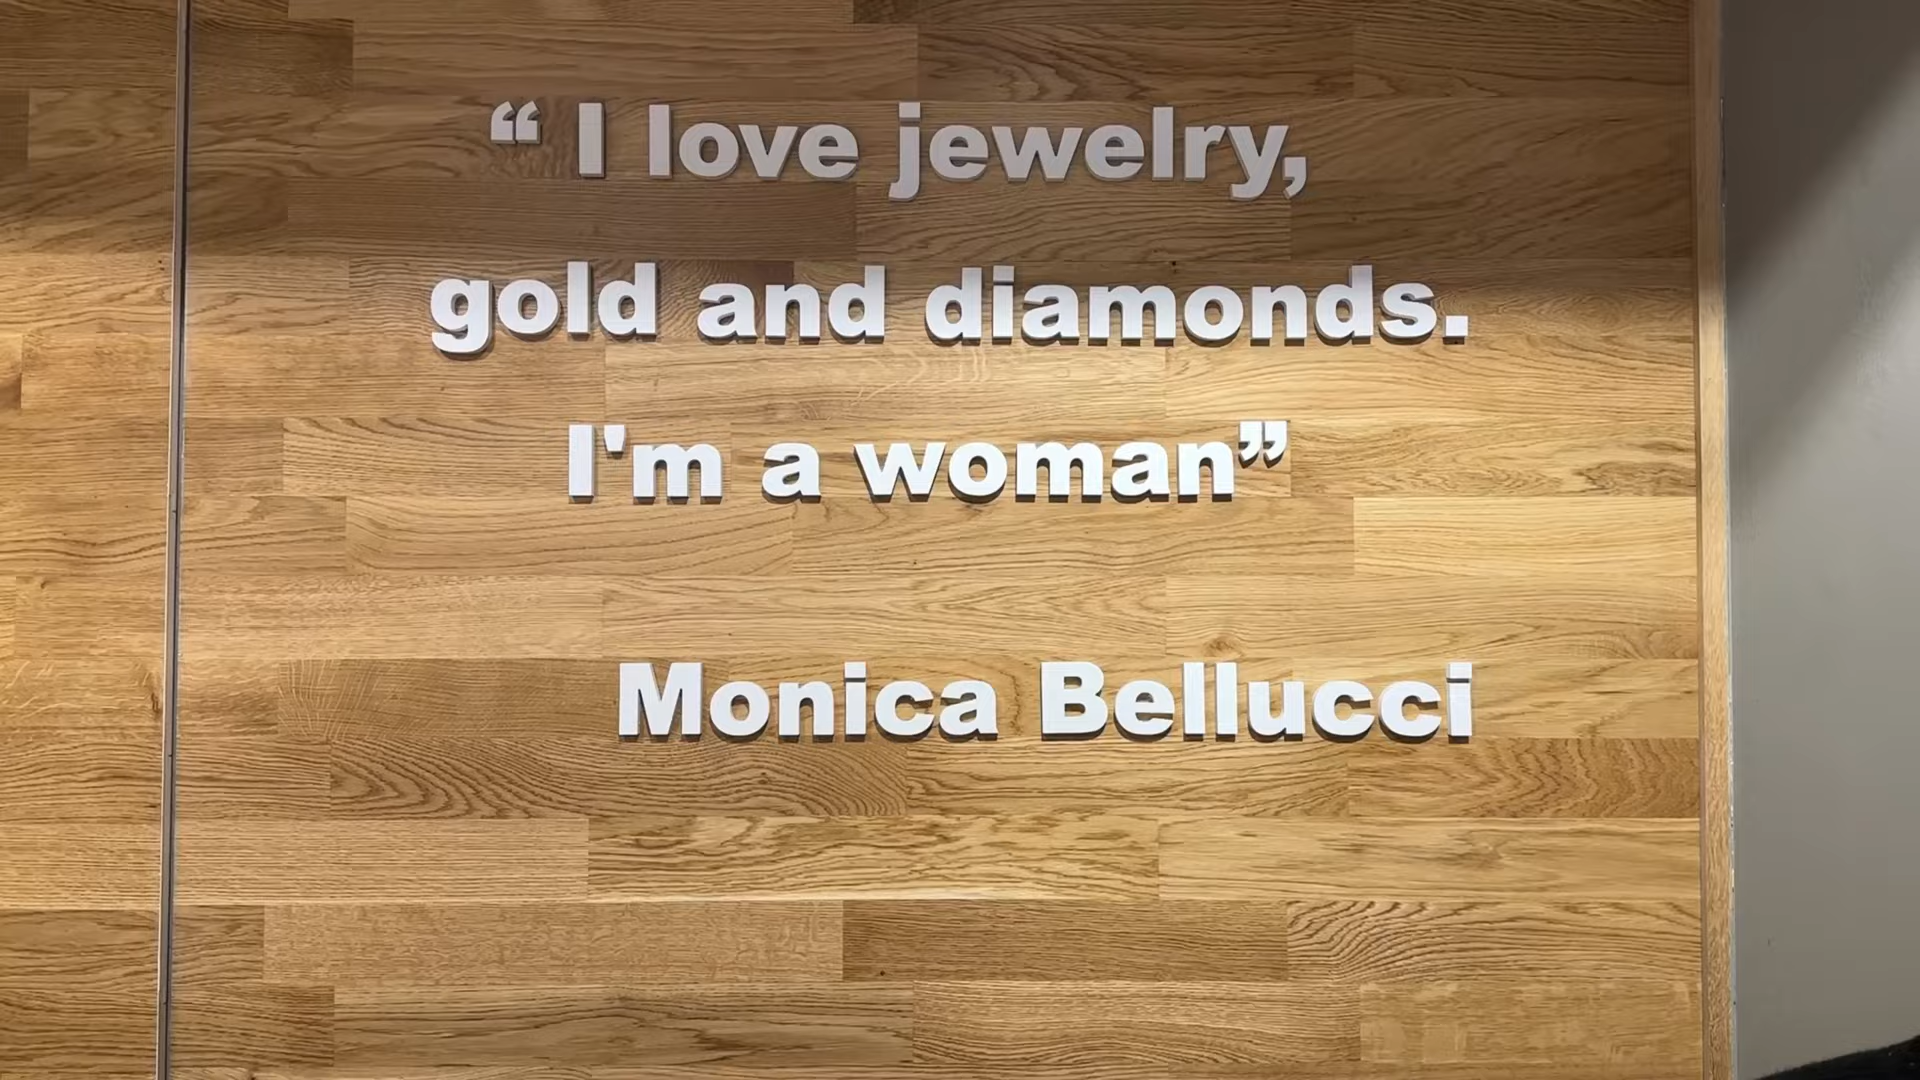 “ I love jewelry,
gold and diamonds.
I'm a woman”
Monica Bellucci